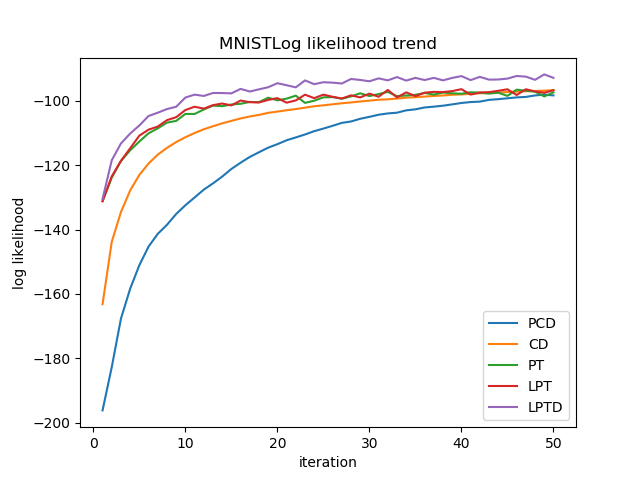 MNISTLog likelihood trend
log likelihood
−100
−120
−140
−160
−180
−200
0 10 20 30 40 50
iteration
PCD
CD
PT
LPT
LPTD